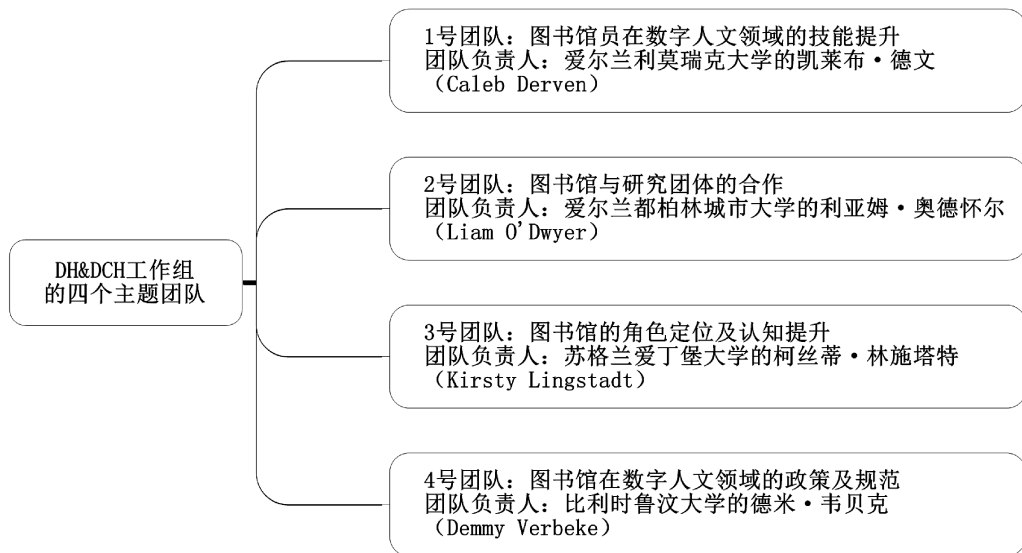 DH&DCH工作组
的四个主题团队
1号团队：图书馆员在数字人文领域的技能提升
团队负责人：爱尔兰利莫瑞克大学的凯莱布·德文
（Caleb Derven）
2号团队：图书馆与研究团体的合作
团队负责人：爱尔兰都柏林城市大学的利亚姆·奥德怀尔
（Liam O'Dwyer）
3号团队：图书馆的角色定位及认知提升
团队负责人：苏格兰爱丁堡大学的柯丝蒂·林施塔特
（Kirsty Lingstadt）
4号团队：图书馆在数字人文领域的政策及规范
团队负责人：比利时鲁汶大学的德米·韦贝克
（Demmy Verbeke）